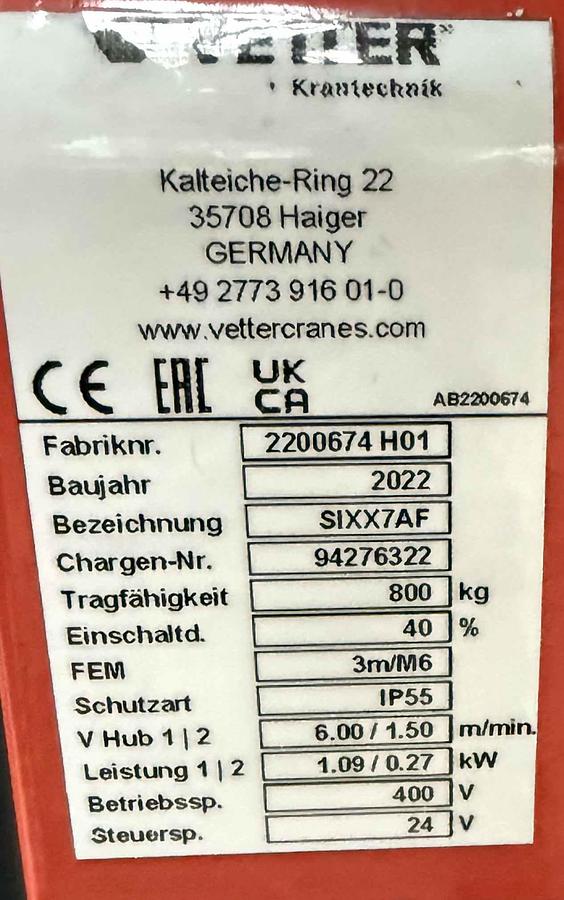 VETTER
Krantechnik
Kalteiche-Ring 22
35708 Haiger
GERMANY
+49 2773 916 01-0
www.vettercranes.com
CE EAC UK
CA AB2200674
Fabriknr. 2200674 H01
Baujahr 2022
Bezeichnung SIXX7AF
Chargen-Nr. 94276322
Tragfähigkeit 800 kg
Einschaltd. 40 %
FEM 3m/M6
Schutzart IP55
V Hub 1 | 2 6.00 / 1.50 m/min.
Leistung 1 | 2 1.09 / 0.27 kW
Betriebssp. 400 V
Steuersp. 24 V